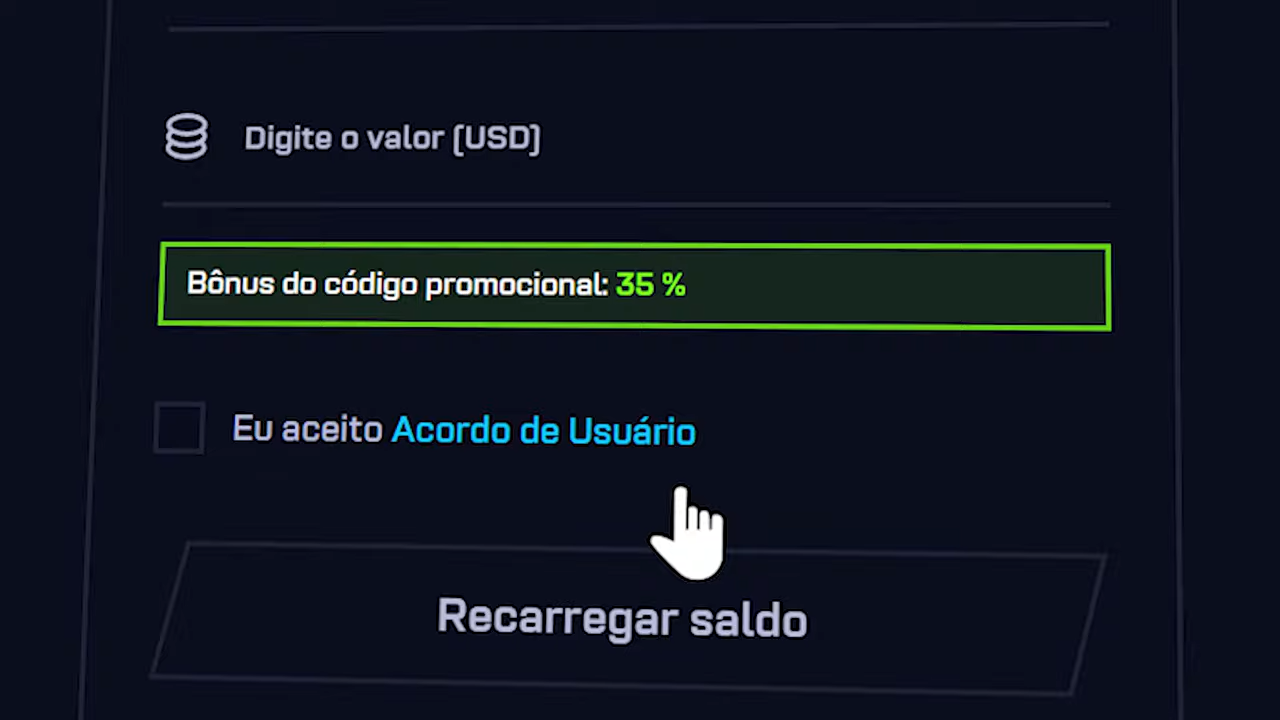 Digite o valor (USD)
Bônus do código promocional: 35 %
Eu aceito Acordo de Usuário
Recarregar saldo